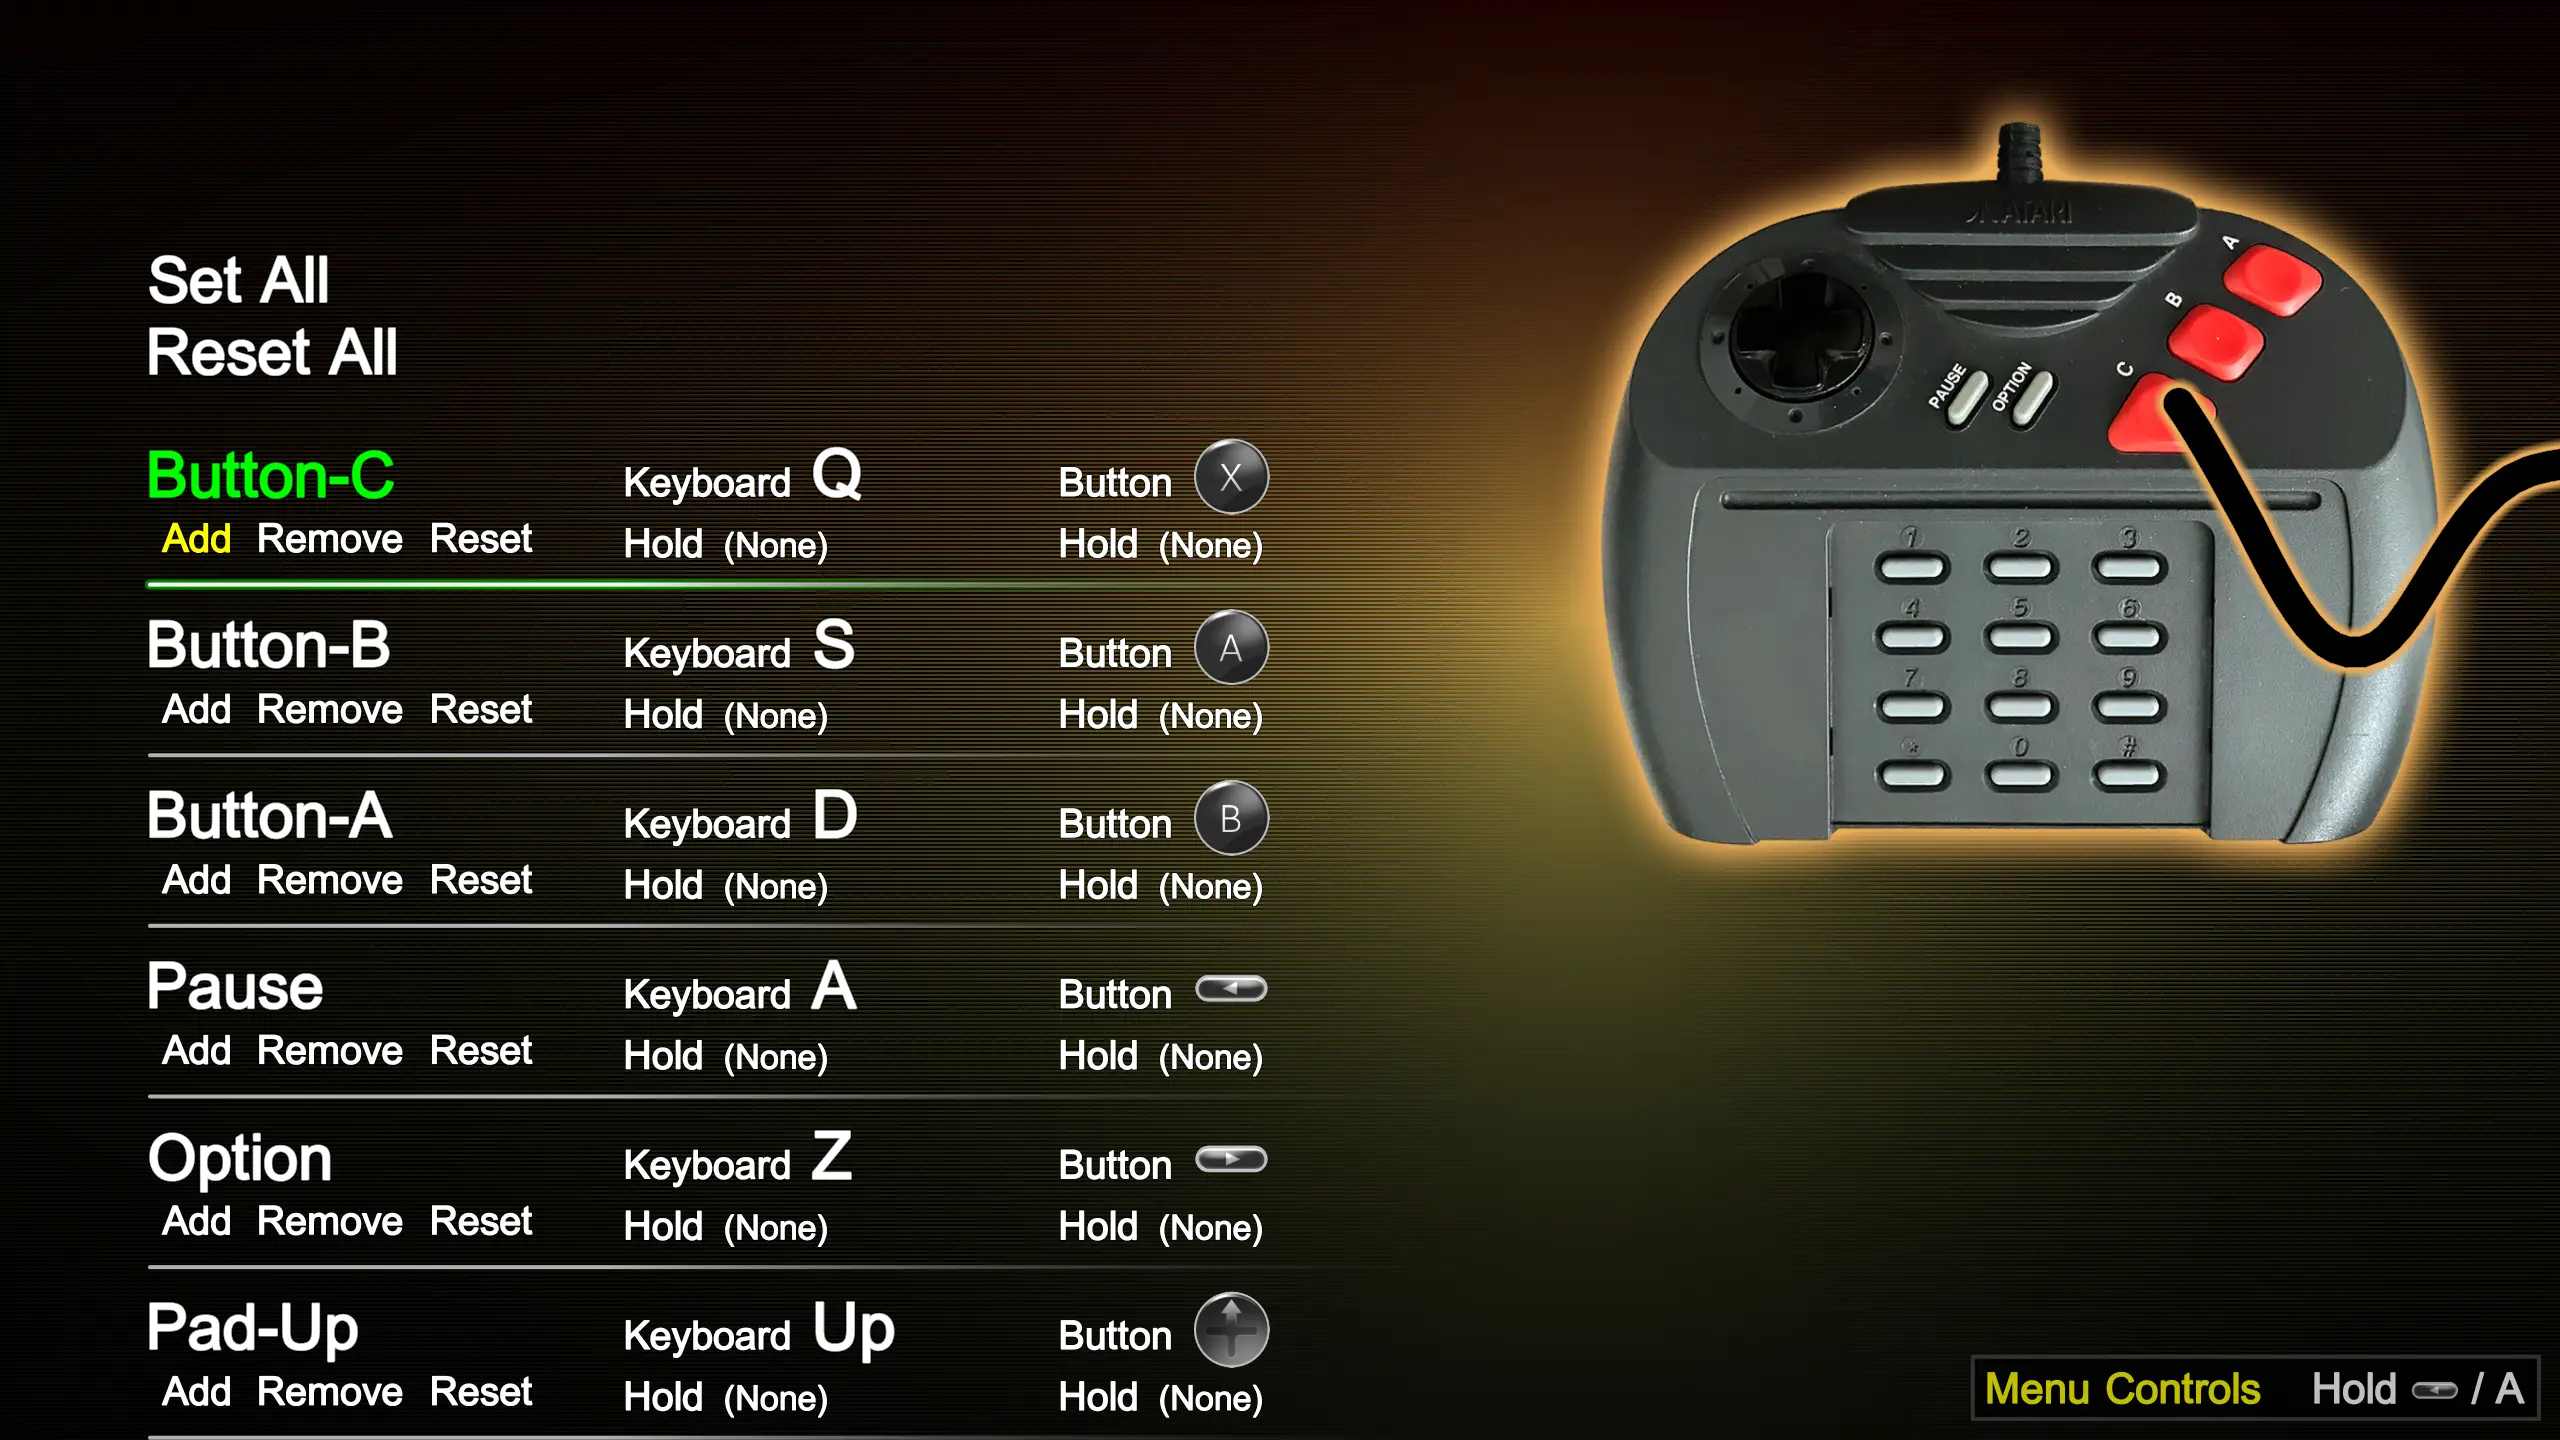 Set All
Reset All
Button-C Keyboard Q Button X
Add Remove Reset Hold (None) Hold (None)
Button-B Keyboard S Button A
Add Remove Reset Hold (None) Hold (None)
Button-A Keyboard D Button B
Add Remove Reset Hold (None) Hold (None)
Pause Keyboard A Button
Add Remove Reset Hold (None) Hold (None)
Option Keyboard Z Button
Add Remove Reset Hold (None) Hold (None)
Pad-Up Keyboard Up Button
Add Remove Reset Hold (None) Hold (None)
ATARI
A
B
C
PAUSE OPTION
1 2 3
4 5 6
7 8 9
* 0 #
Menu Controls Hold / A